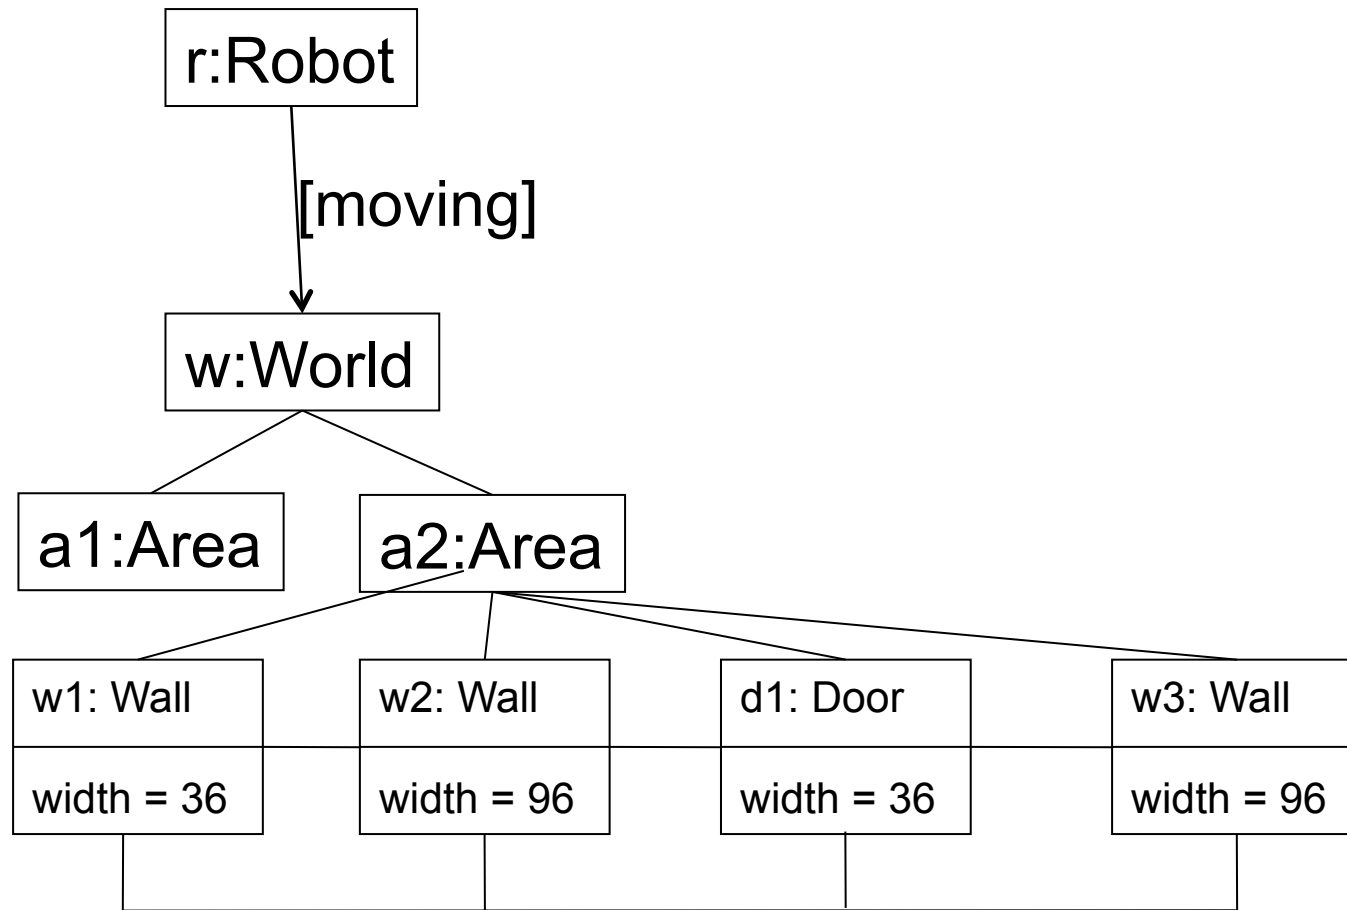 r:Robot
[moving]
w:World
a1:Area
a2:Area
w1: Wall
w2: Wall
d1: Door
w3: Wall
width = 36
width = 96
width = 36
width = 96